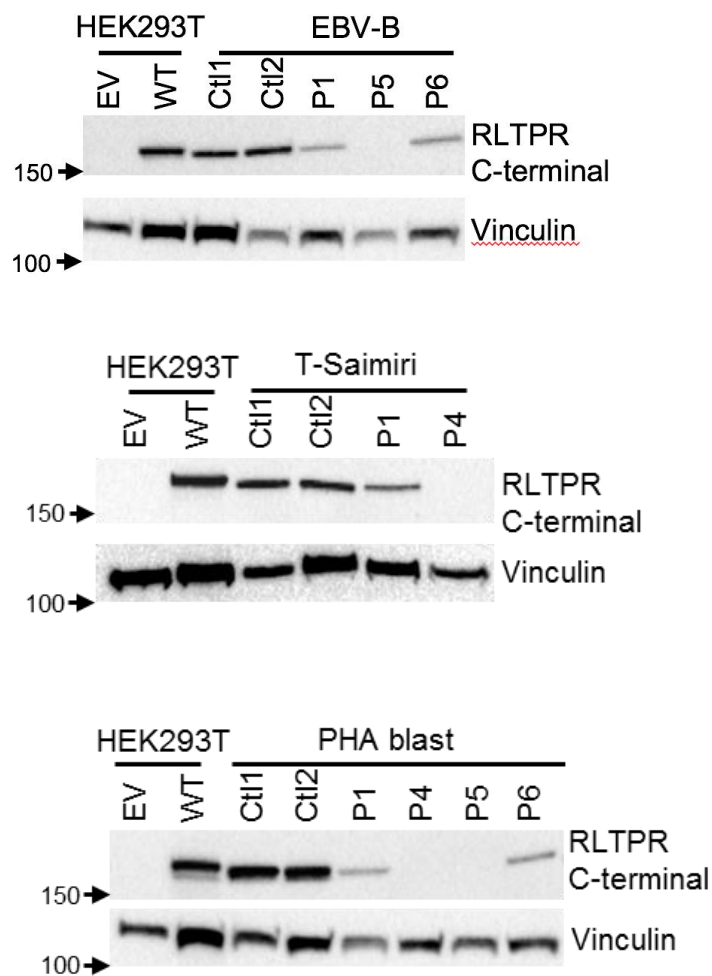 HEK293T EBV-B
EV WT Ctl1 Ctl2 P1 P5 P6
RLTPR
C-terminal
150
Vinculin
100
HEK293T T-Saimiri
EV WT Ctl1 Ctl2 P1 P4
RLTPR
C-terminal
150
Vinculin
100
HEK293T PHA blast
EV WT Ctl1 Ctl2 P1 P4 P5 P6
RLTPR
C-terminal
150
Vinculin
100